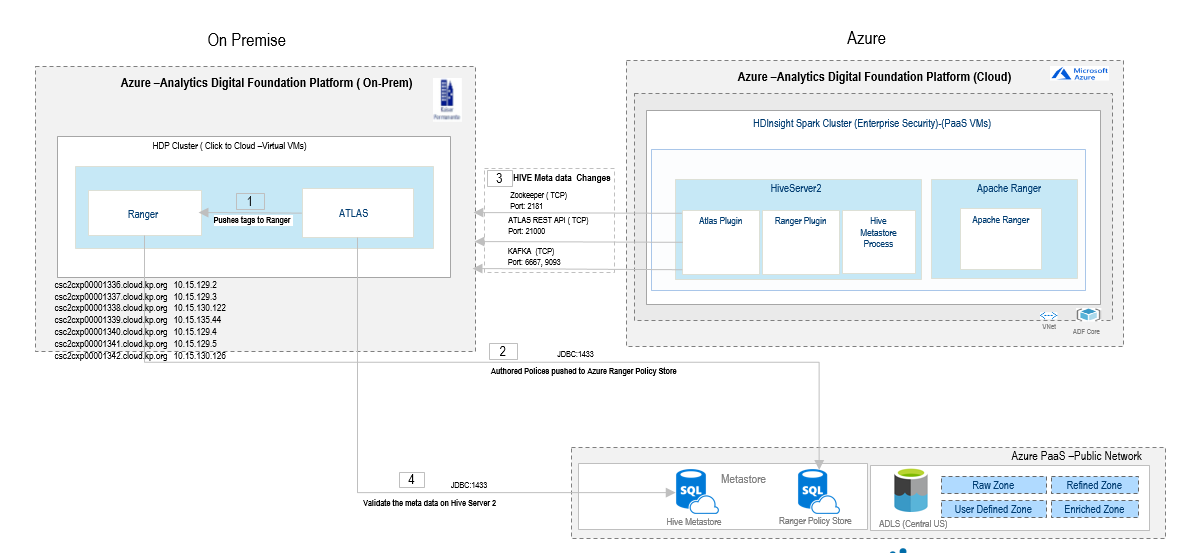 On Premise
Azure
Azure –Analytics Digital Foundation Platform ( On-Prem)
Azure –Analytics Digital Foundation Platform (Cloud)
Microsoft
Azure
HDInsight Spark Cluster (Enterprise Security)-(PaaS VMs)
HDP Cluster ( Click to Cloud –Virtual VMs)
Ranger
1
Pushes tags to Ranger
ATLAS
3
HIVE Meta data Changes
Zookeeper ( TCP)
Port: 2181
ATLAS REST API ( TCP)
Port: 21000
KAFKA (TCP)
Port: 6667, 9093
HiveServer2
Atlas Plugin
Ranger Plugin
Hive
Metastore
Process
Apache Ranger
Apache Ranger
VNet
ADF Core
csc2cxp00001336.cloud.kp.org 10.15.129.2
csc2cxp00001337.cloud.kp.org 10.15.129.3
csc2cxp00001338.cloud.kp.org 10.15.130.122
csc2cxp00001339.cloud.kp.org 10.15.135.44
csc2cxp00001340.cloud.kp.org 10.15.129.4
csc2cxp00001341.cloud.kp.org 10.15.129.5
csc2cxp00001342.cloud.kp.org 10.15.130.126
2
JDBC:1433
Authored Polices pushed to Azure Ranger Policy Store
4
JDBC:1433
Validate the meta data on Hive Server 2
Azure PaaS –Public Network
SQL
Hive Metastore
Metastore
SQL
Ranger Policy Store
ADLS (Central US)
Raw Zone
Refined Zone
User Defined Zone
Enriched Zone